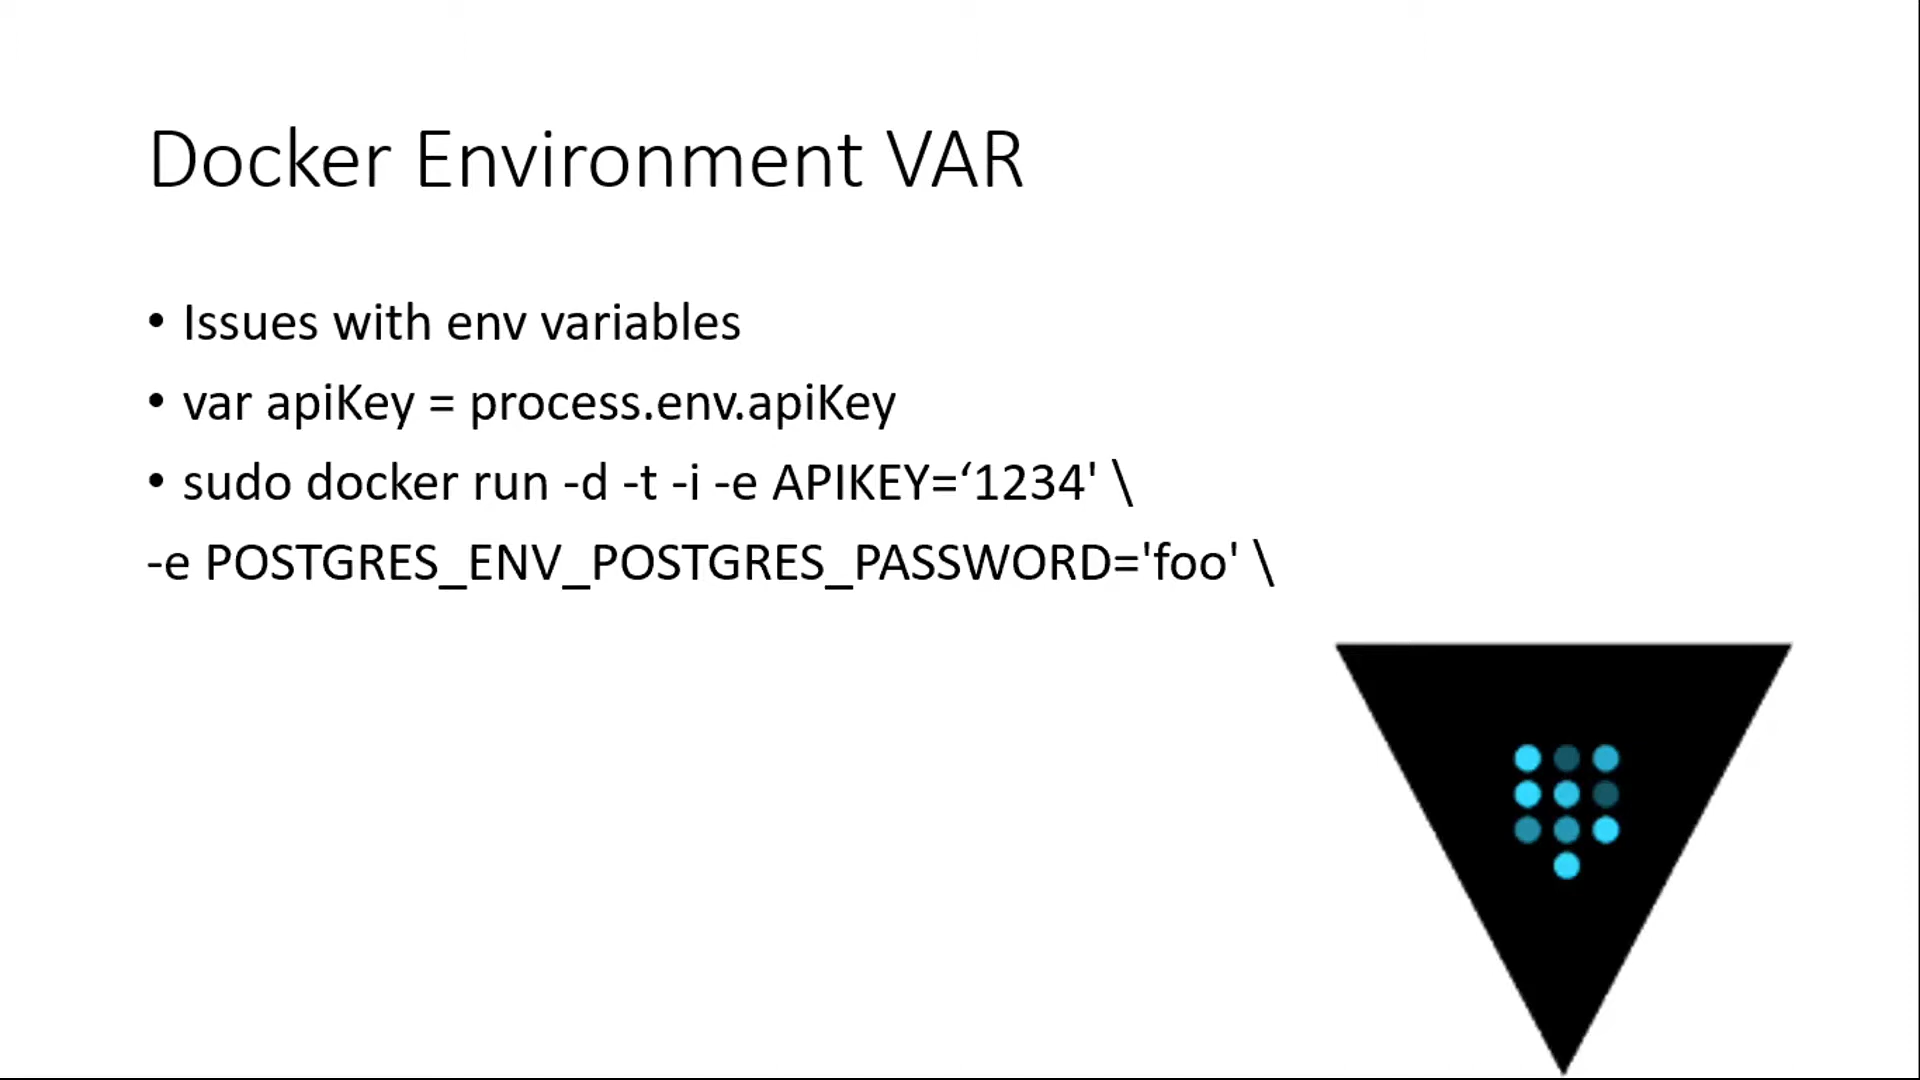 Docker Environment VAR
• Issues with env variables
• var apiKey = process.env.apiKey
• sudo docker run -d -t -i -e APIKEY=‘1234' \
-e POSTGRES_ENV_POSTGRES_PASSWORD='foo' \